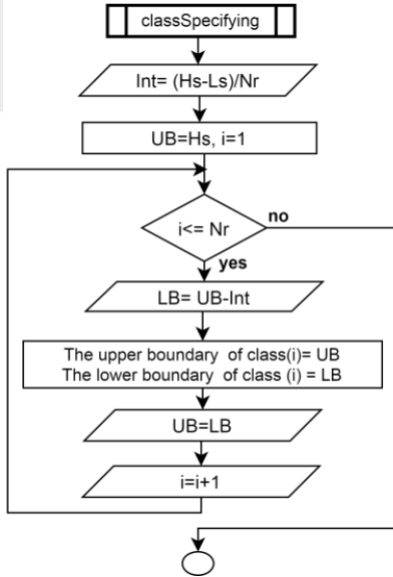 classSpecifying
Int= (Hs-Ls)/Nr
UB=Hs, i=1
i<= Nr
no
yes
LB= UB-Int
The upper boundary of class(i)= UB
The lower boundary of class (i) = LB
UB=LB
i=i+1